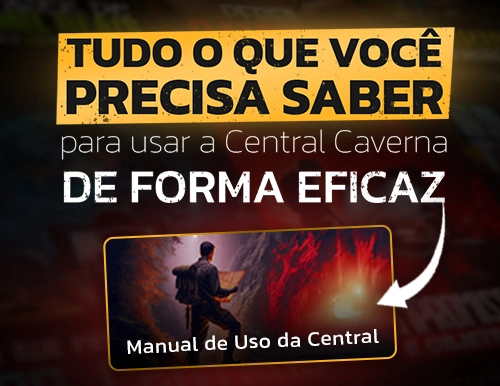 TUDO O QUE VOCÊ
PRECISA SABER
para usar a Central Caverna
DE FORMA EFICAZ
Manual de Uso da Central